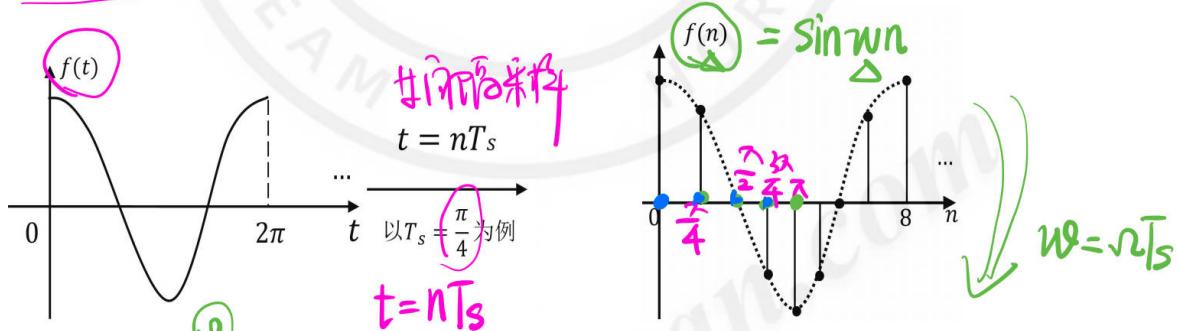 f(t)
0
2π
t
...
等间隔采样
t = nTₛ
以Tₛ = π/4 为例
t=nTs
f(n) = sinwn
0
π/4
π/2
3π/4
π
8
n
...
w=ΩTs